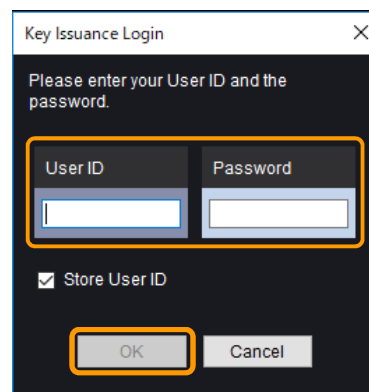 Key Issuance Login
Please enter your User ID and the
password.
User ID Password
Store User ID
OK Cancel